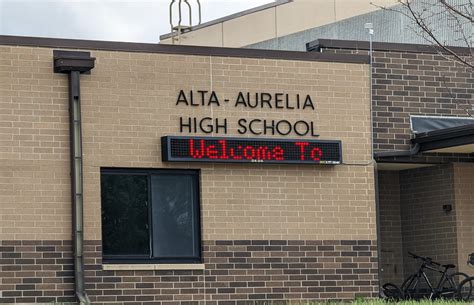 ALTA - AURELIA
HIGH SCHOOL
Welcome To